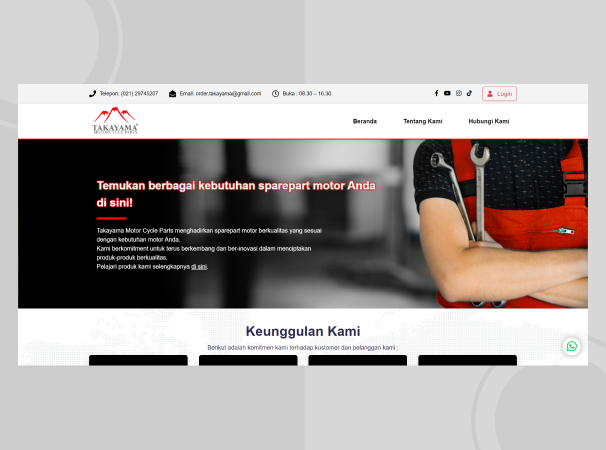 Telepon: (021) 29745207
Email: order.takayama@gmail.com
Buka : 08.30 – 16.30
Login
TAKAYAMA
MOTORCYCLE PARTS
Beranda
Tentang Kami
Hubungi Kami
Temukan berbagai kebutuhan sparepart motor Anda
di sini!
Takayama Motor Cycle Parts menghadirkan sparepart motor berkualitas yang sesuai
dengan kebutuhan motor Anda.
Kami berkomitment untuk terus berkembang dan ber-inovasi dalam menciptakan
produk-produk berkualitas.
Pelajari produk kami selengkapnya di sini.
Keunggulan Kami
Berikut adalah komitmen kami terhadap kustomer dan pelanggan kami :